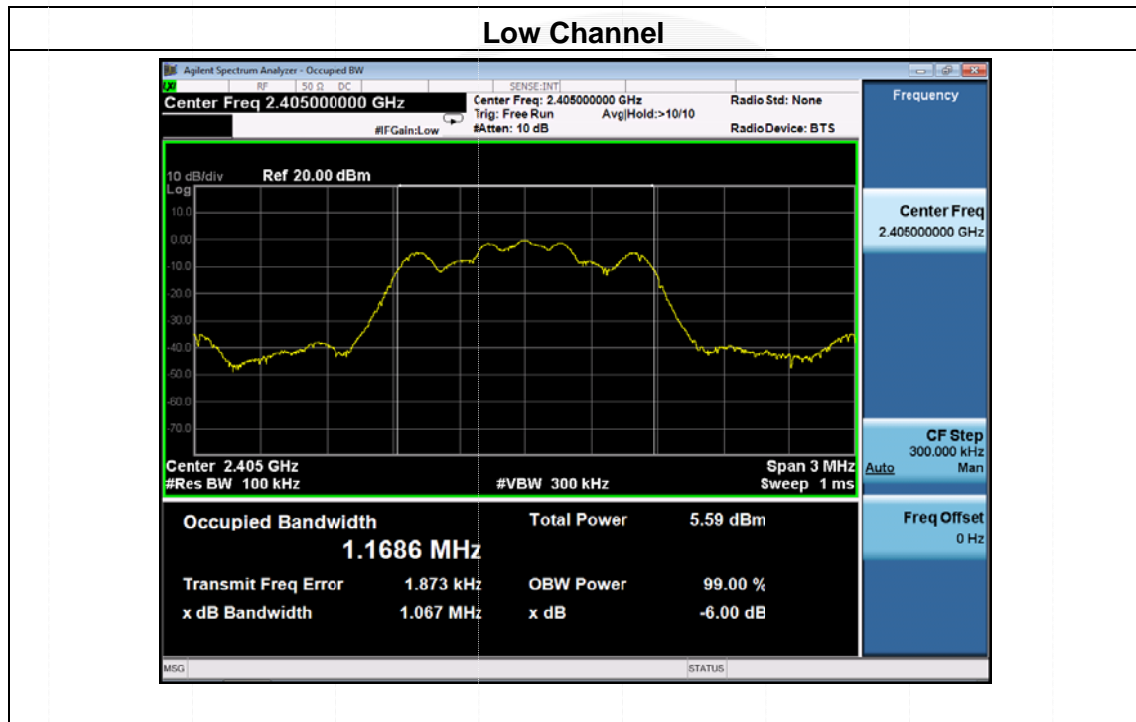 Low Channel
Agilent Spectrum Analyzer - Occupied BW
LXI RF 50 Ω DC SENSE:INT
Center Freq 2.405000000 GHz
Center Freq: 2.405000000 GHz
Radio Std: None
Trig: Free Run Avg|Hold:>10/10
#IFGain:Low
#Atten: 10 dB
Radio Device: BTS
10 dB/div Ref 20.00 dBm
Log
10.0
0.00
-10.0
-20.0
-30.0
-40.0
-50.0
-60.0
-70.0
Center 2.405 GHz
Span 3 MHz
#Res BW 100 kHz
#VBW 300 kHz
Sweep 1 ms
Occupied Bandwidth
Total Power 5.59 dBm
1.1686 MHz
Transmit Freq Error 1.873 kHz
OBW Power 99.00 %
x dB Bandwidth 1.067 MHz
x dB -6.00 dB
MSG
STATUS
Frequency
Center Freq
2.405000000 GHz
CF Step
300.000 kHz
Auto Man
Freq Offset
0 Hz